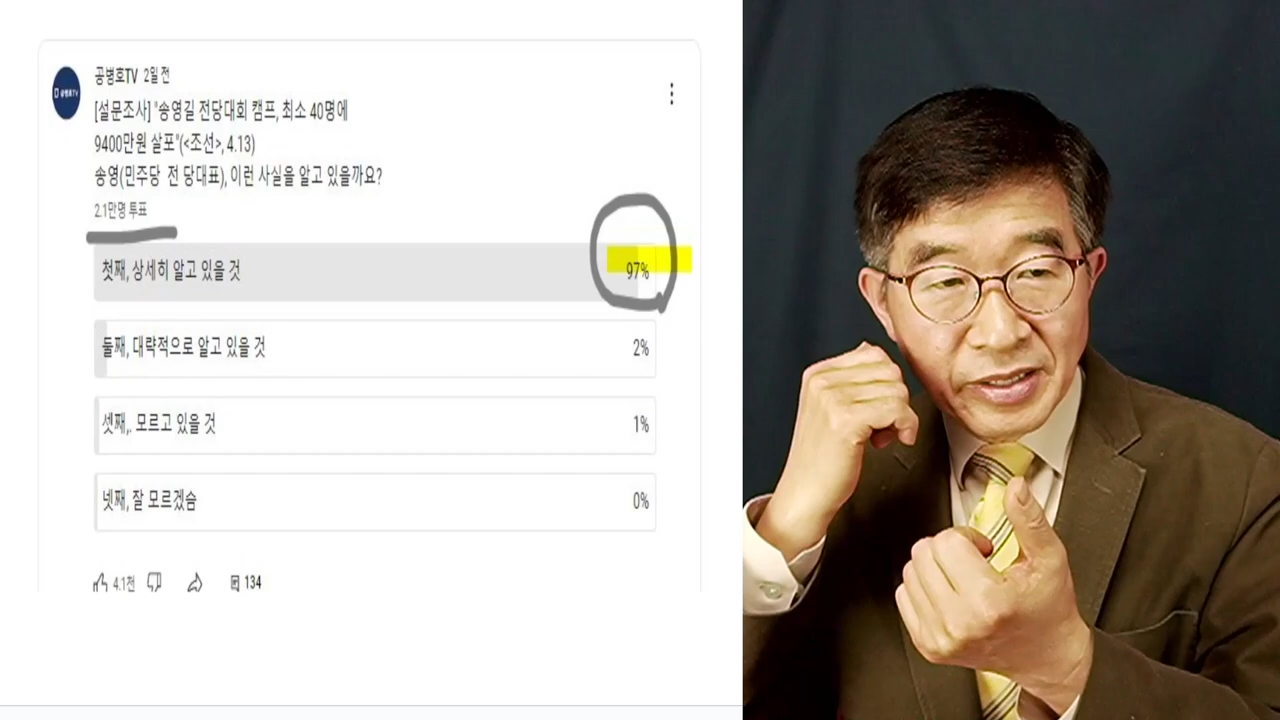 공병호TV 2일 전
[설문조사] "송영길 전당대회 캠프, 최소 40명에
9400만원 살포"(<조선>, 4.13)
송영(민주당 전 당대표), 이런 사실을 알고 있을까요?
2.1만명 투표
첫째, 상세히 알고 있을 것 97%
둘째, 대략적으로 알고 있을 것 2%
셋째,. 모르고 있을 것 1%
넷째, 잘 모르겠슴 0%
4.1천 134